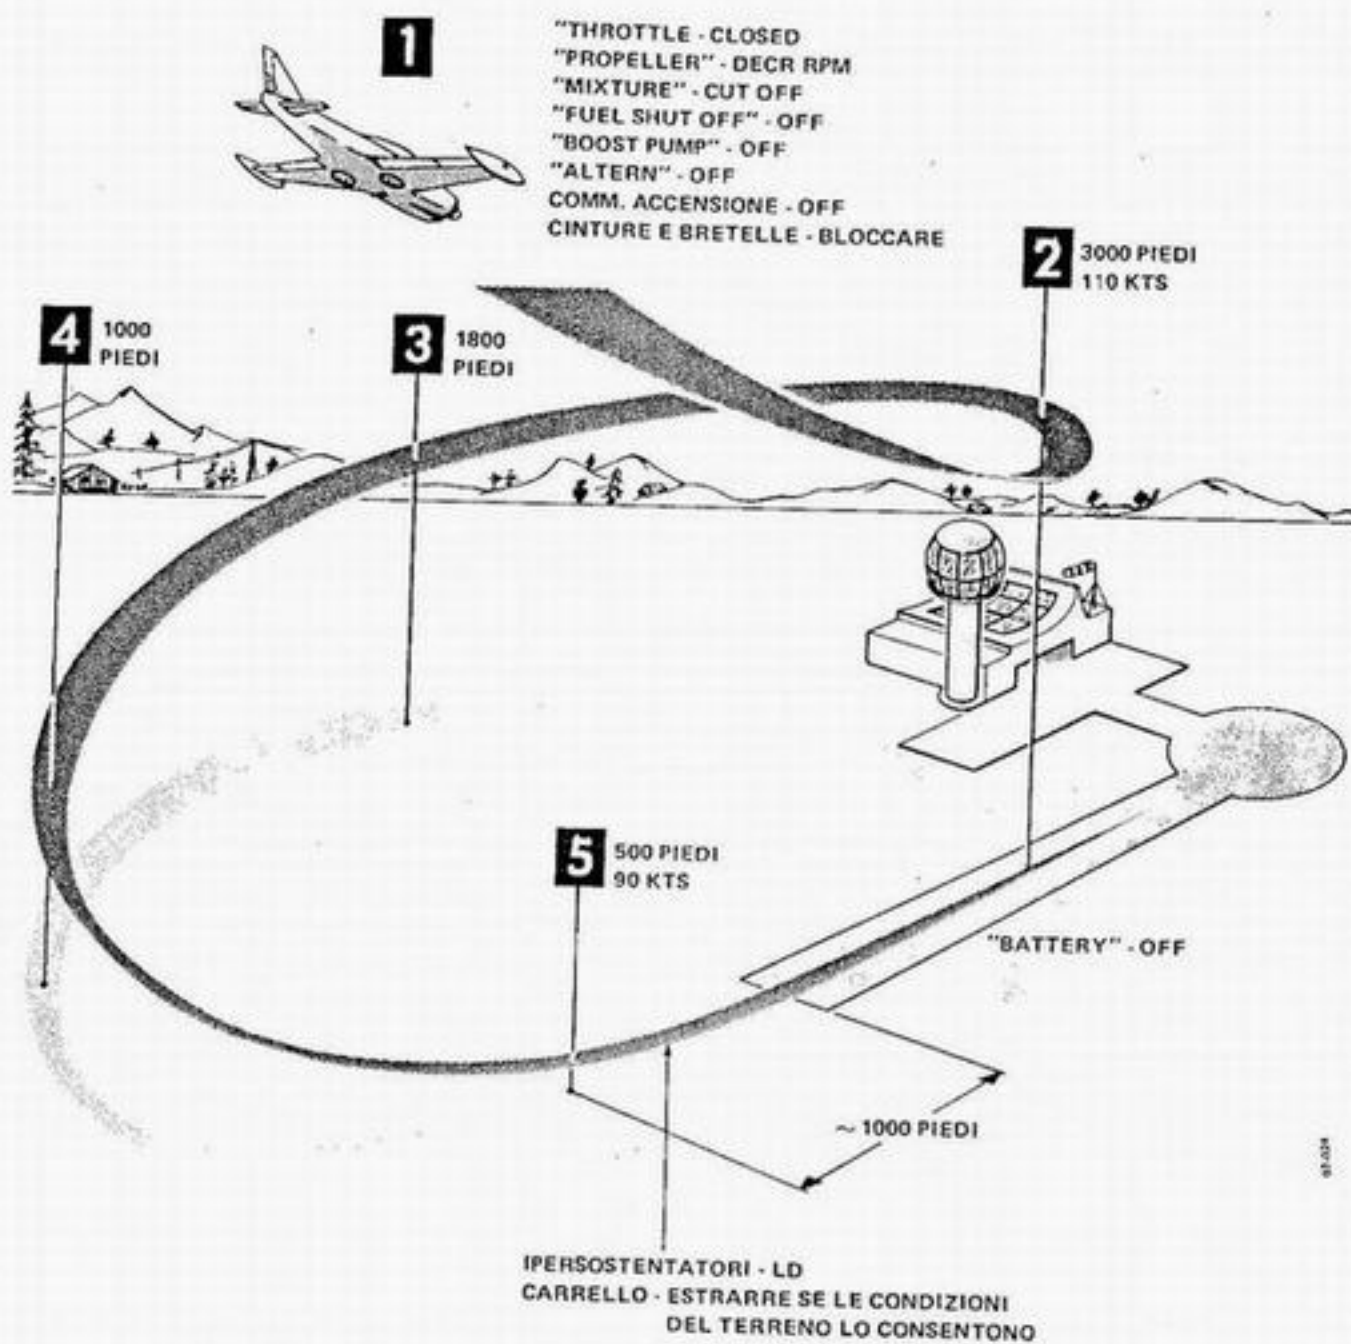 1
"THROTTLE - CLOSED
"PROPELLER" - DECR RPM
"MIXTURE" - CUT OFF
"FUEL SHUT OFF" - OFF
"BOOST PUMP" - OFF
"ALTERN" - OFF
COMM. ACCENSIONE - OFF
CINTURE E BRETELLE - BLOCCARE
2
3000 PIEDI
110 KTS
3
1800
PIEDI
4
1000
PIEDI
5
500 PIEDI
90 KTS
"BATTERY" - OFF
~ 1000 PIEDI
IPERSOSTENTATORI - LD
CARRELLO - ESTRARRE SE LE CONDIZIONI
DEL TERRENO LO CONSENTONO